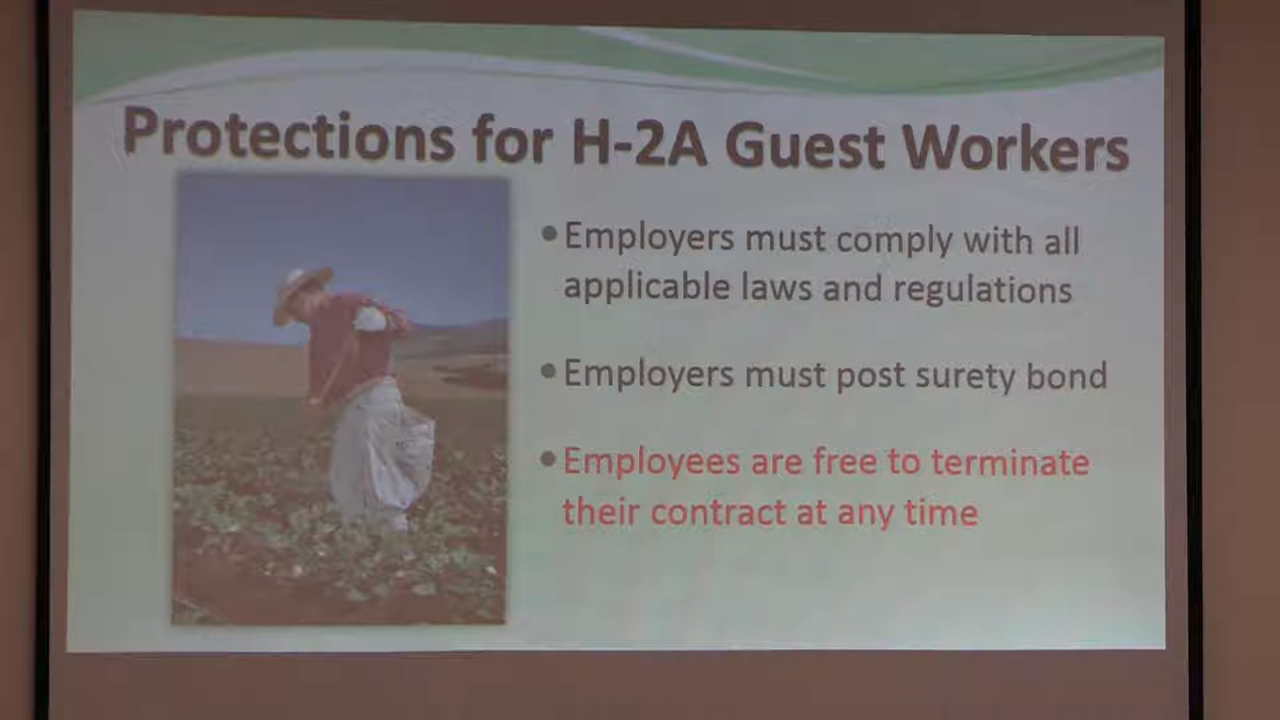 Protections for H-2A Guest Workers
•Employers must comply with all
applicable laws and regulations
•Employers must post surety bond
•Employees are free to terminate
their contract at any time